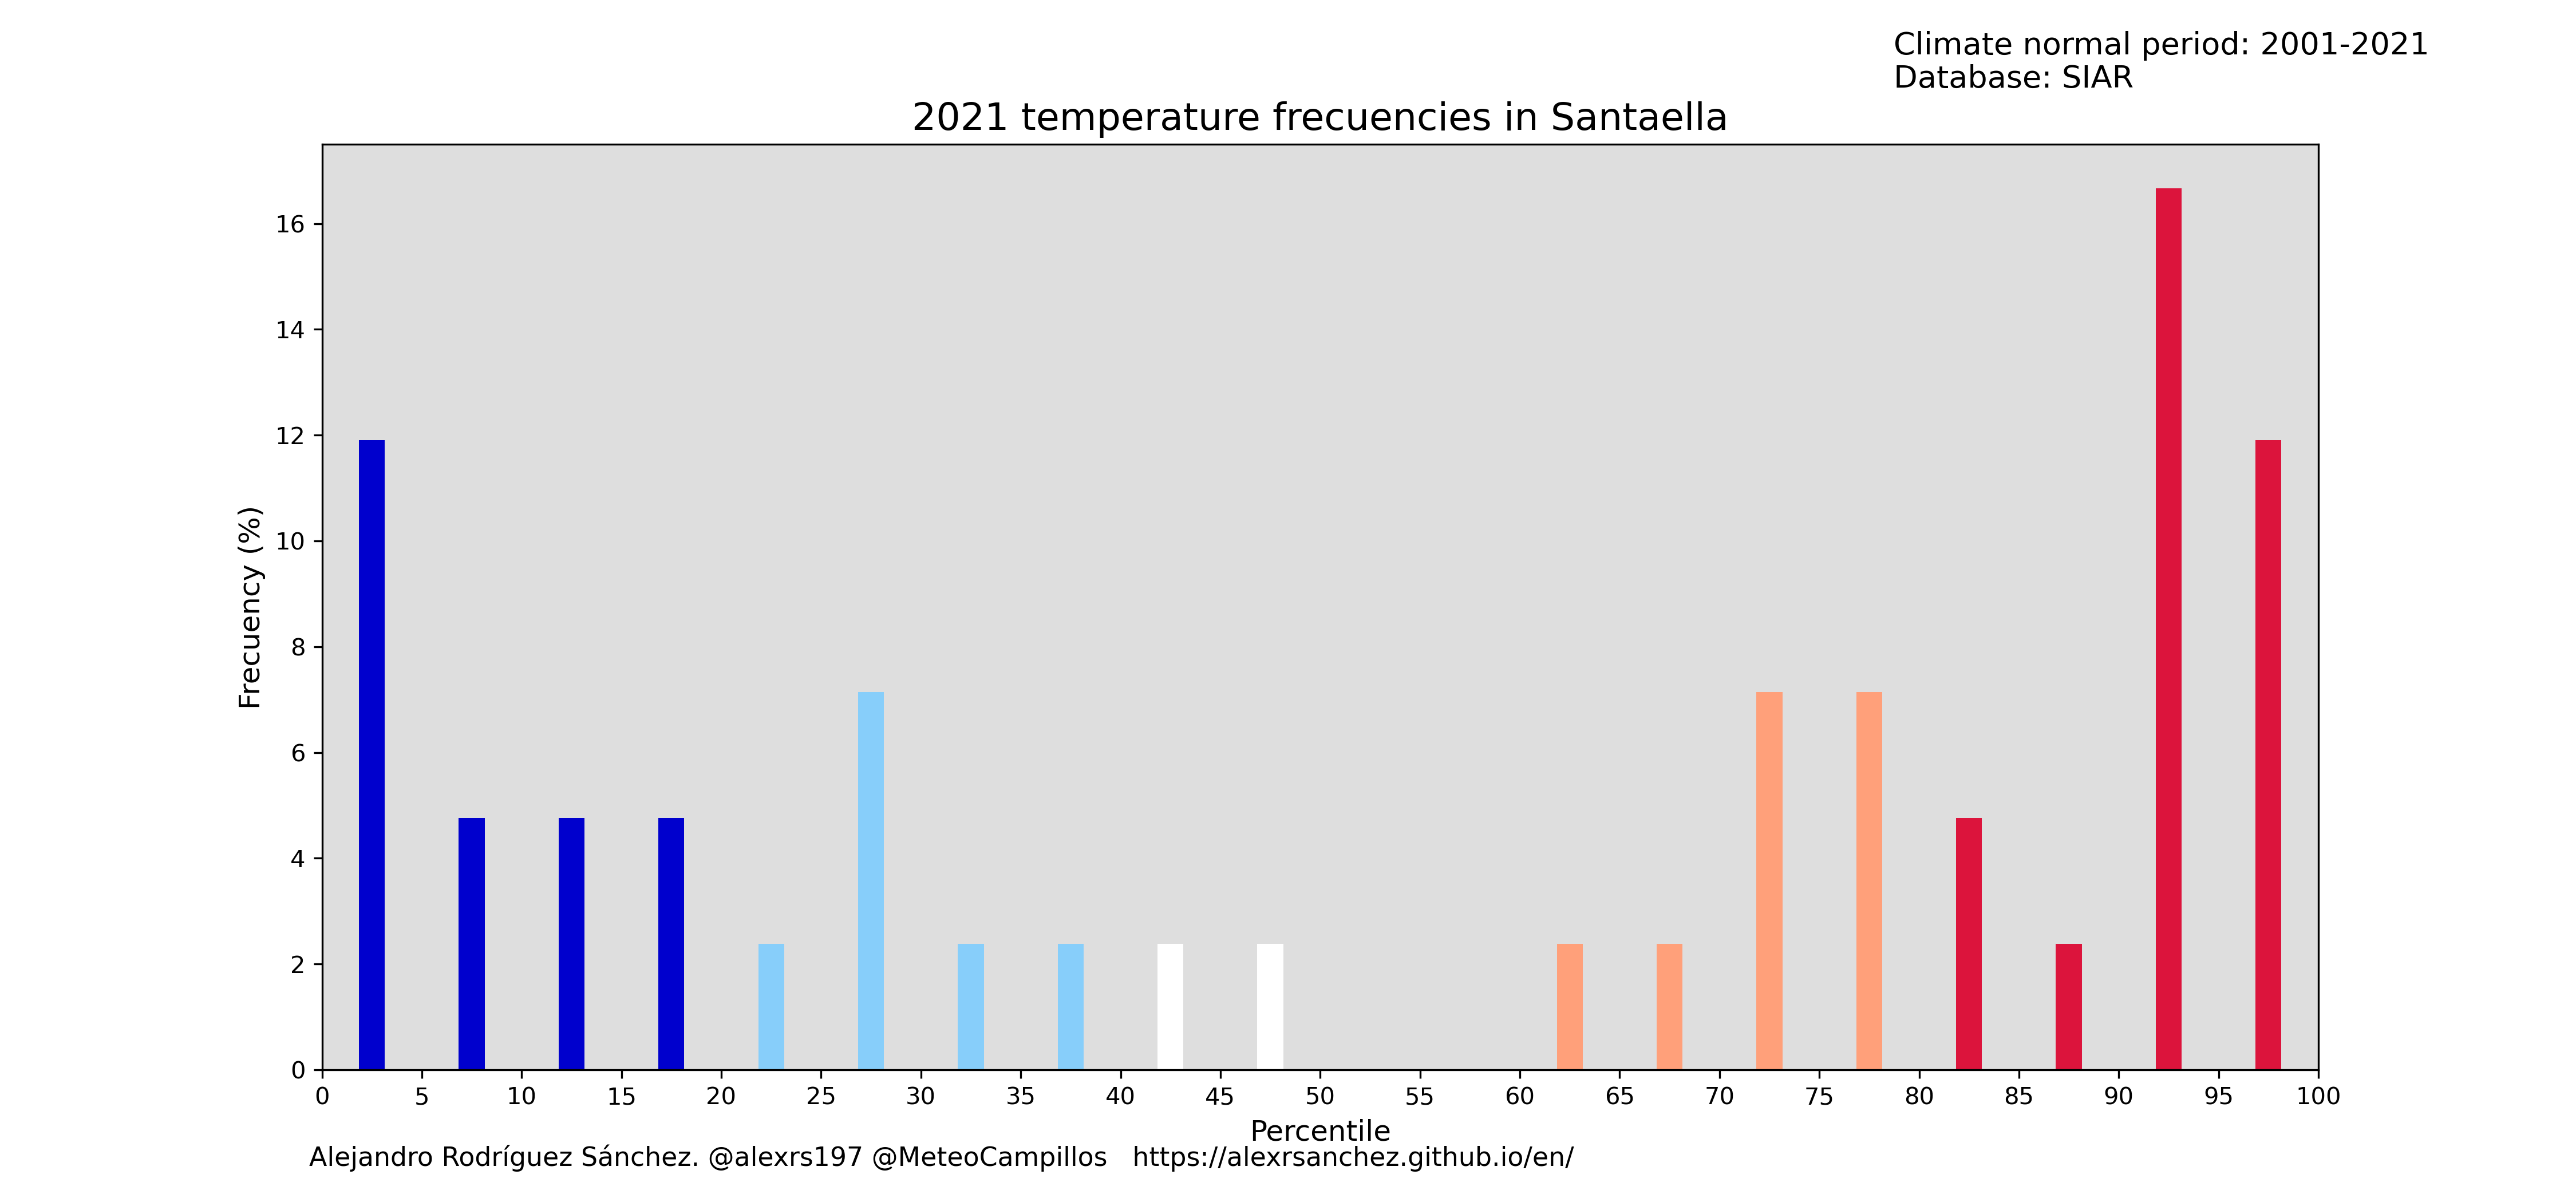 Climate normal period: 2001-2021
Database: SIAR
2021 temperature frecuencies in Santaella
Frecuency (%)
16
14
12
10
8
6
4
2
0
0 5 10 15 20 25 30 35 40 45 50 55 60 65 70 75 80 85 90 95 100
Percentile
Alejandro Rodríguez Sánchez. @alexrs197 @MeteoCampillos https://alexrsanchez.github.io/en/